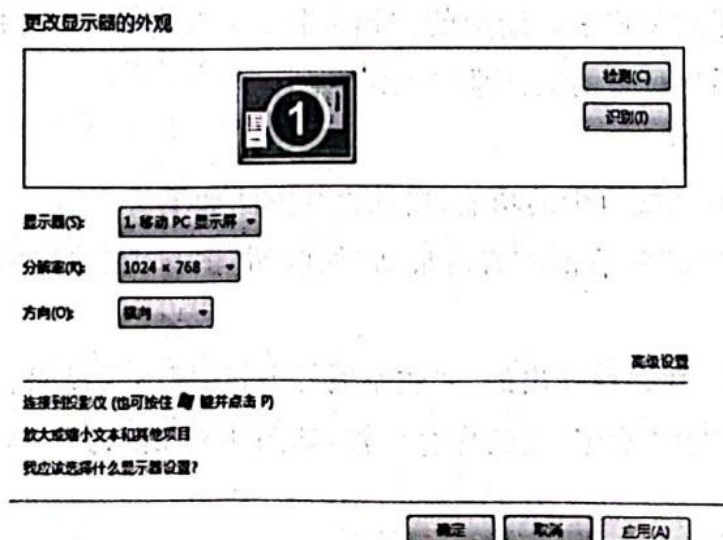 更改显示器的外观
1
检测(C)
识别(I)
显示器(S):
1. 移动 PC 显示屏
分辨率(R):
1024 × 768
方向(O):
横向
高级设置
连接到投影仪 (也可按住 键并点击 P)
放大或缩小文本和其他项目
我应该选择什么显示器设置?
确定
取消
应用(A)